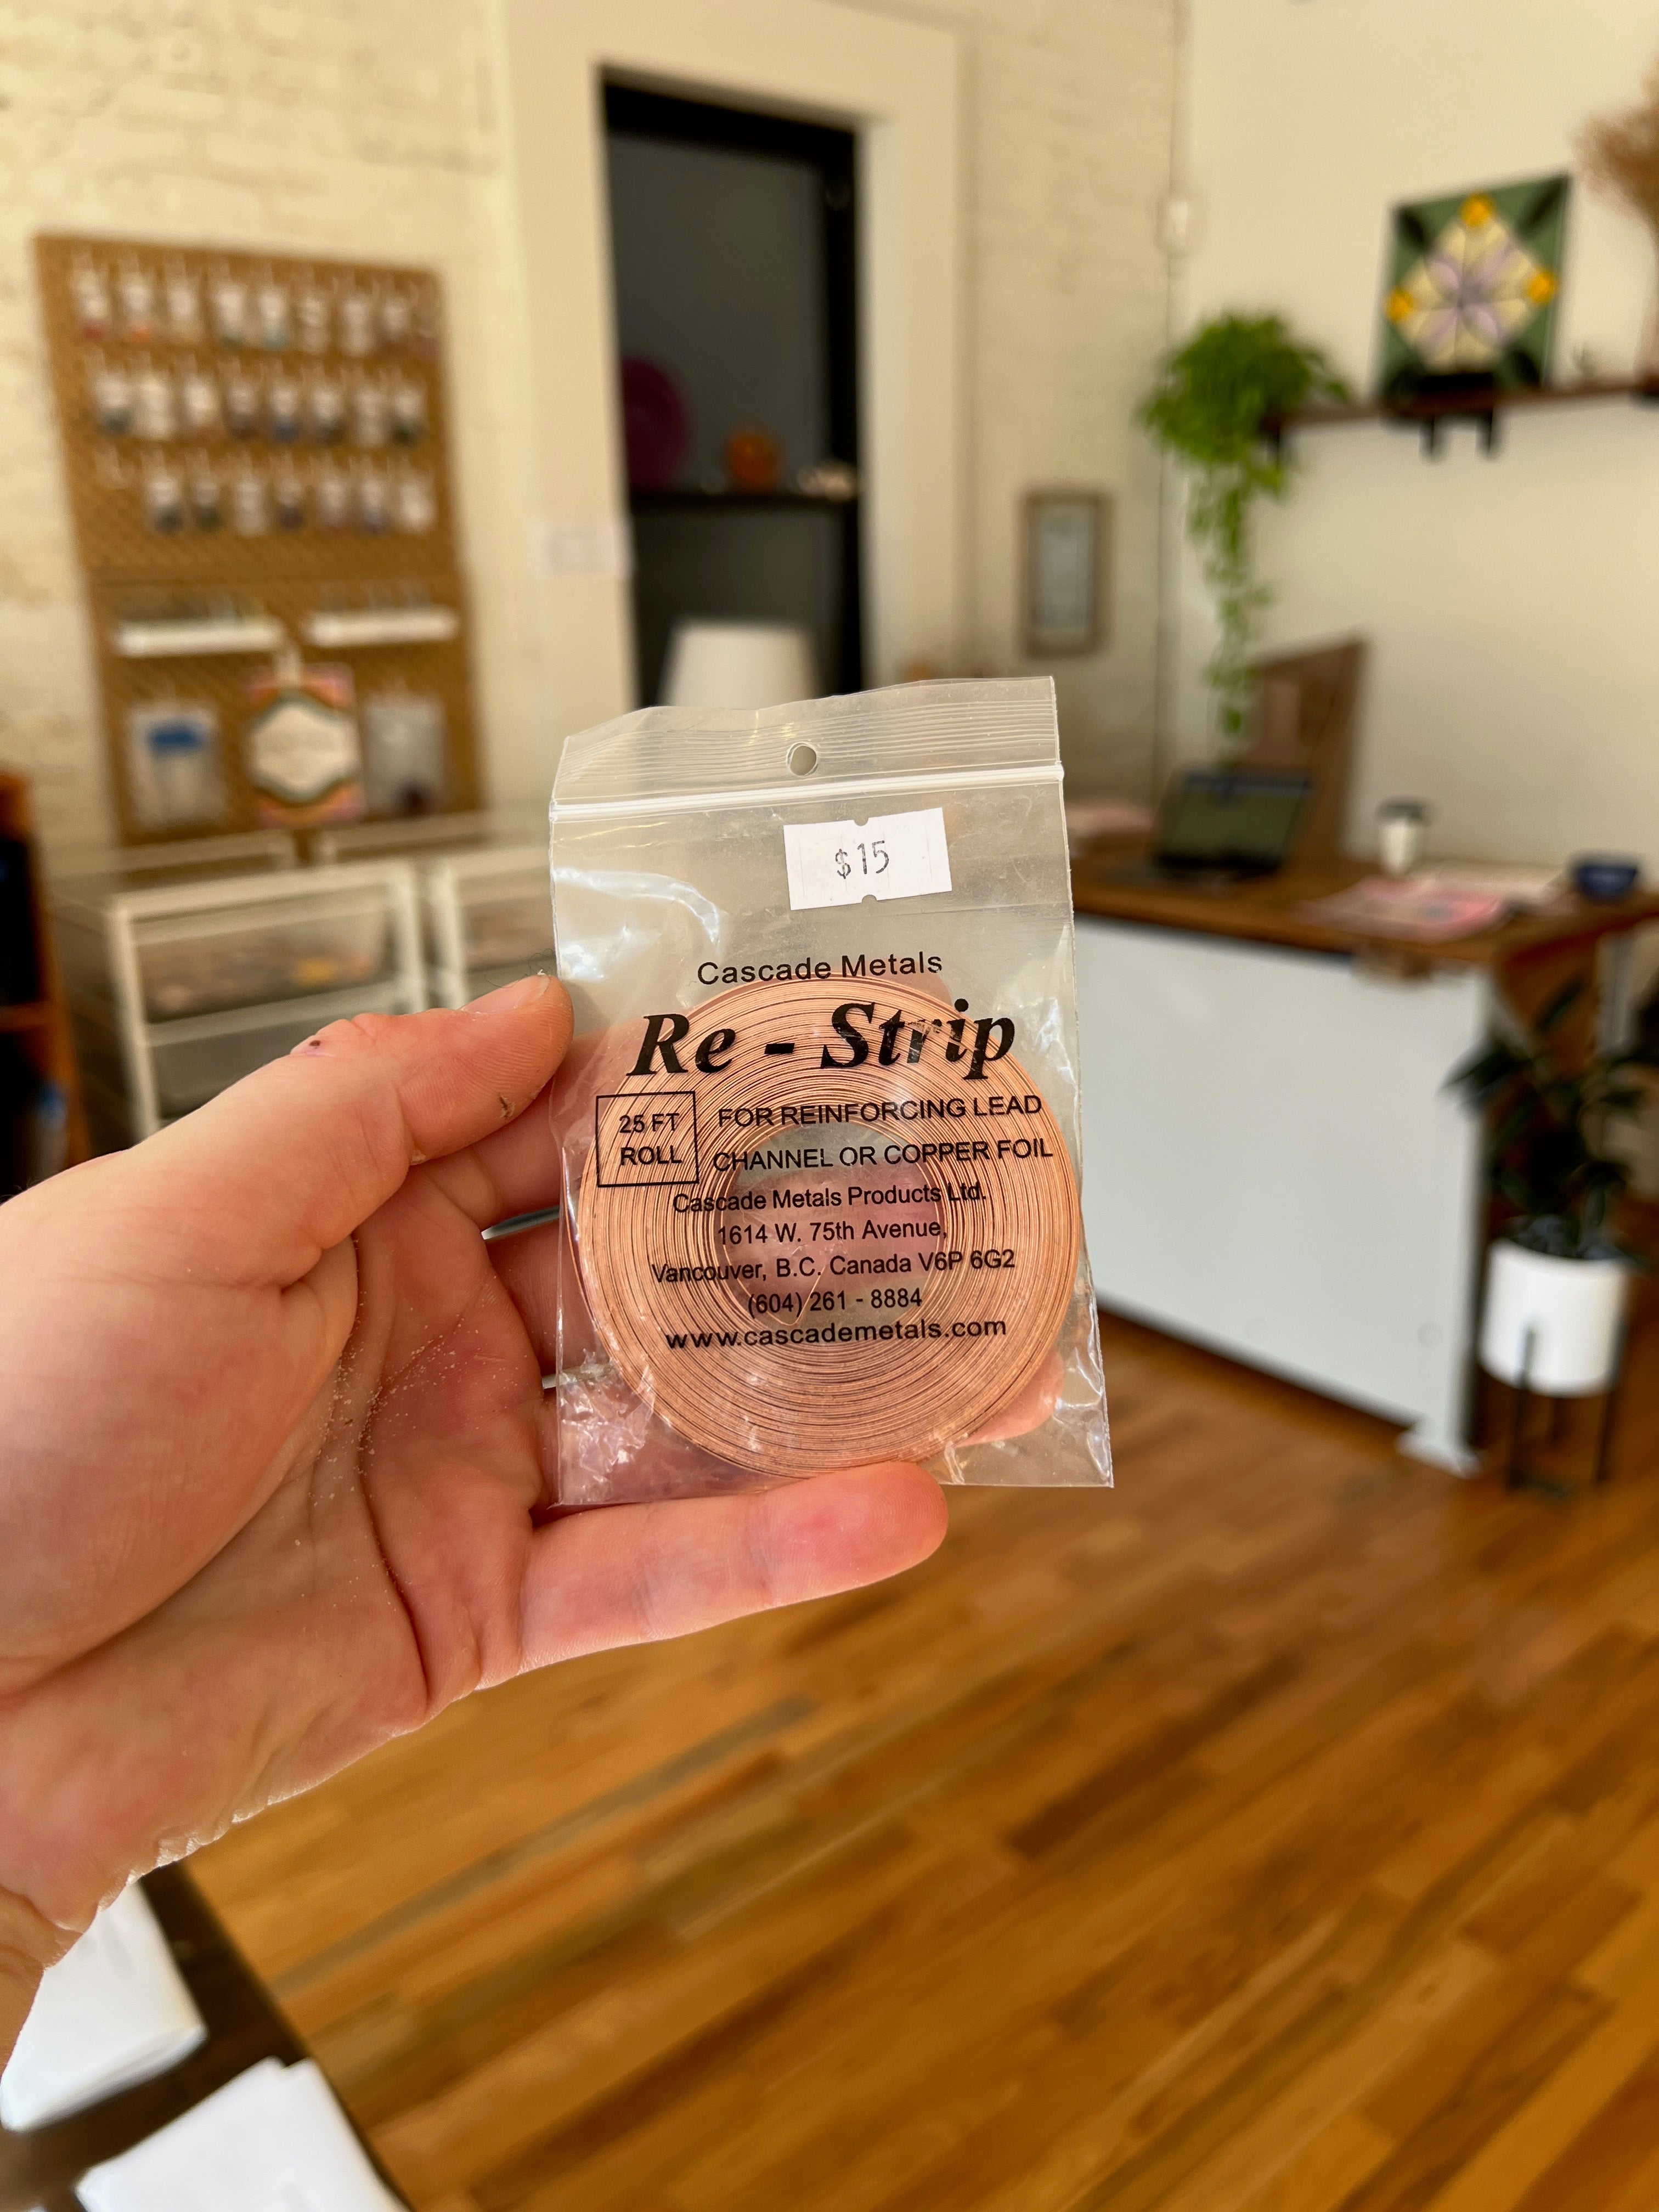 $15
Cascade Metals
Re - Strip
25 FT
ROLL
FOR REINFORCING LEAD
CHANNEL OR COPPER FOIL
Cascade Metals Products Ltd.
1614 W. 75th Avenue,
Vancouver, B.C. Canada V6P 6G2
(604) 261 - 8884
www.cascademetals.com